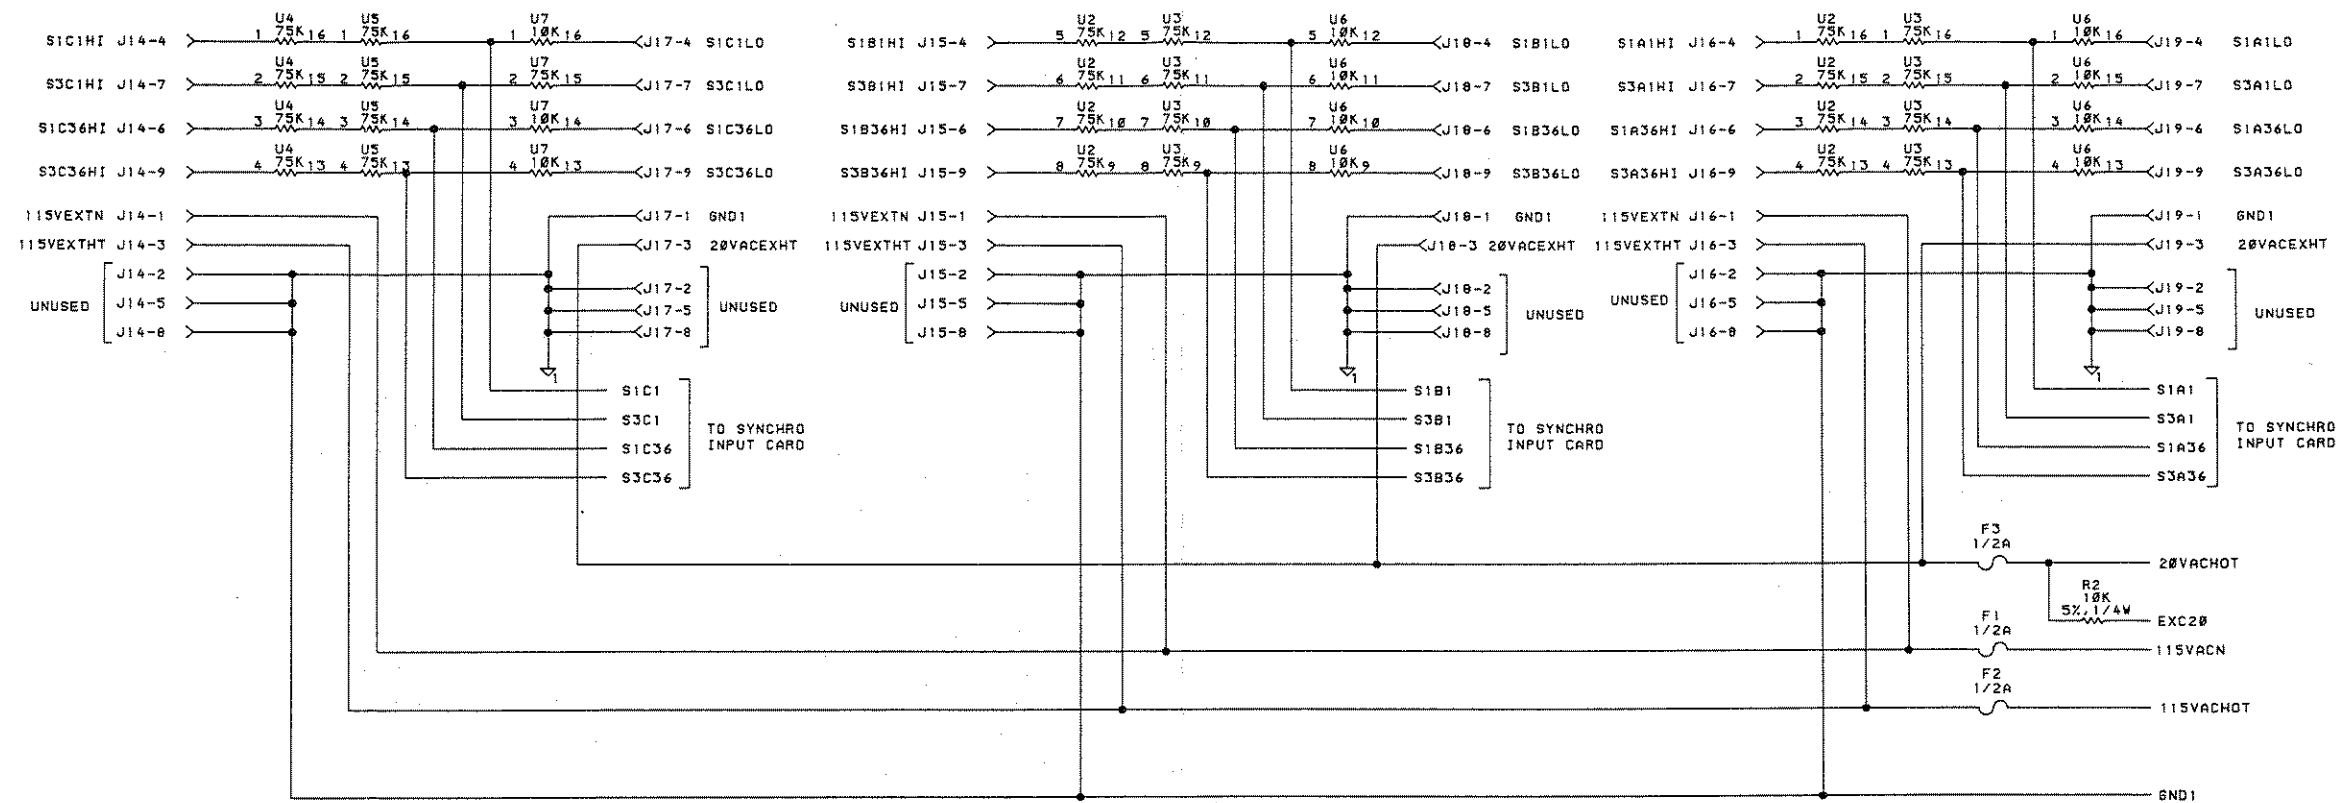 U4 U5 U7 U2 U3 U6 U2 U3 U6
75K 75K 10K 75K 75K 10K 75K 75K 10K
S1C1HI J14-4 1 16 1 16 1 16 J17-4 S1C1LO S1B1HI J15-4 5 12 5 12 5 12 J18-4 S1B1LO S1A1HI J16-4 1 16 1 16 1 16 J19-4 S1A1LO
U4 U5 U7 U2 U3 U6 U2 U3 U6
75K 75K 10K 75K 75K 10K 75K 75K 10K
S3C1HI J14-7 2 15 2 15 2 15 J17-7 S3C1LO S3B1HI J15-7 6 11 6 11 6 11 J18-7 S3B1LO S3A1HI J16-7 2 15 2 15 2 15 J19-7 S3A1LO
U4 U5 U7 U2 U3 U6 U2 U3 U6
75K 75K 10K 75K 75K 10K 75K 75K 10K
S1C36HI J14-6 3 14 3 14 3 14 J17-6 S1C36LO S1B36HI J15-6 7 10 7 10 7 10 J18-6 S1B36LO S1A36HI J16-6 3 14 3 14 3 14 J19-6 S1A36LO
U4 U5 U7 U2 U3 U6 U2 U3 U6
75K 75K 10K 75K 75K 10K 75K 75K 10K
S3C36HI J14-9 4 13 4 13 4 13 J17-9 S3C36LO S3B36HI J15-9 8 9 8 9 8 9 J18-9 S3B36LO S3A36HI J16-9 4 13 4 13 4 13 J19-9 S3A36LO
115VEXTN J14-1 J17-1 GND1 115VEXTN J15-1 J18-1 GND1 115VEXTN J16-1 J19-1 GND1
115VEXTHT J14-3 J17-3 20VACEXHT 115VEXTHT J15-3 J18-3 20VACEXHT 115VEXTHT J16-3 J19-3 20VACEXHT
J14-2 J17-2 J15-2 J18-2 J16-2 J19-2
UNUSED J14-5 J17-5 UNUSED UNUSED J15-5 J18-5 UNUSED UNUSED J16-5 J19-5 UNUSED
J14-8 J17-8 J15-8 J18-8 J16-8 J19-8
1 1 1
S1C1 S1B1 S1A1
S3C1 S3B1 S3A1
TO SYNCHRO TO SYNCHRO TO SYNCHRO
INPUT CARD INPUT CARD INPUT CARD
S1C36 S1B36 S1A36
S3C36 S3B36 S3A36
F3
1/2A
20VACHOT
R2
10K
5%,1/4W
EXC20
F1
1/2A
115VACN
F2
1/2A
115VACHOT
GND1